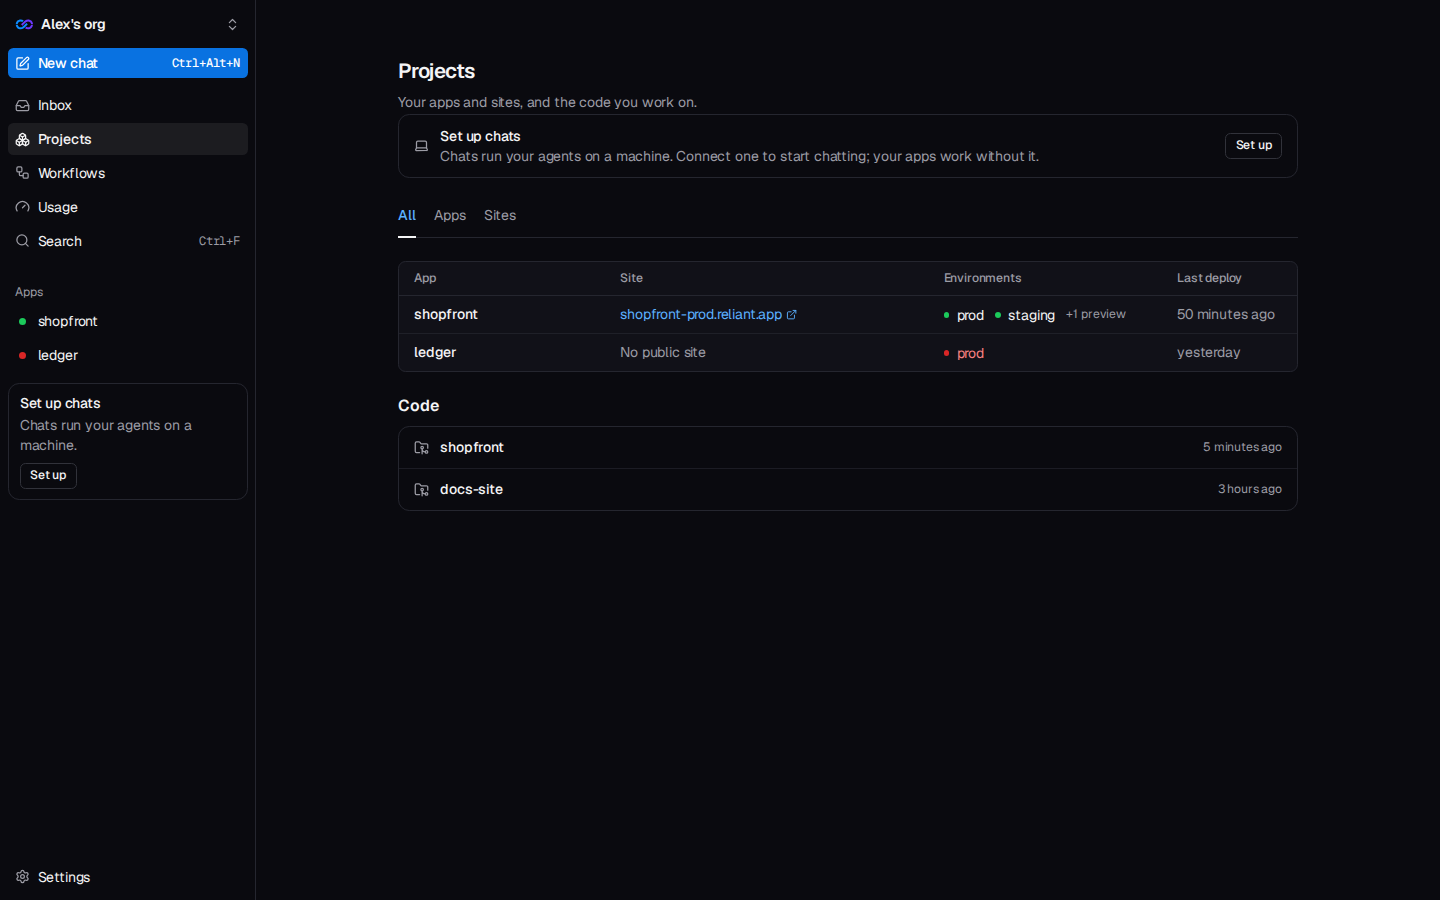 Alex's org
New chat Ctrl+Alt+N
Inbox
Projects
Workflows
Usage
Search Ctrl+F
Apps
shopfront
ledger
Set up chats
Chats run your agents on a
machine.
Set up
Settings
Projects
Your apps and sites, and the code you work on.
Set up chats
Chats run your agents on a machine. Connect one to start chatting; your apps work without it.
Set up
All Apps Sites
App Site Environments Last deploy
shopfront shopfront-prod.reliant.app prod staging +1 preview 50 minutes ago
ledger No public site prod yesterday
Code
shopfront 5 minutes ago
docs-site 3 hours ago